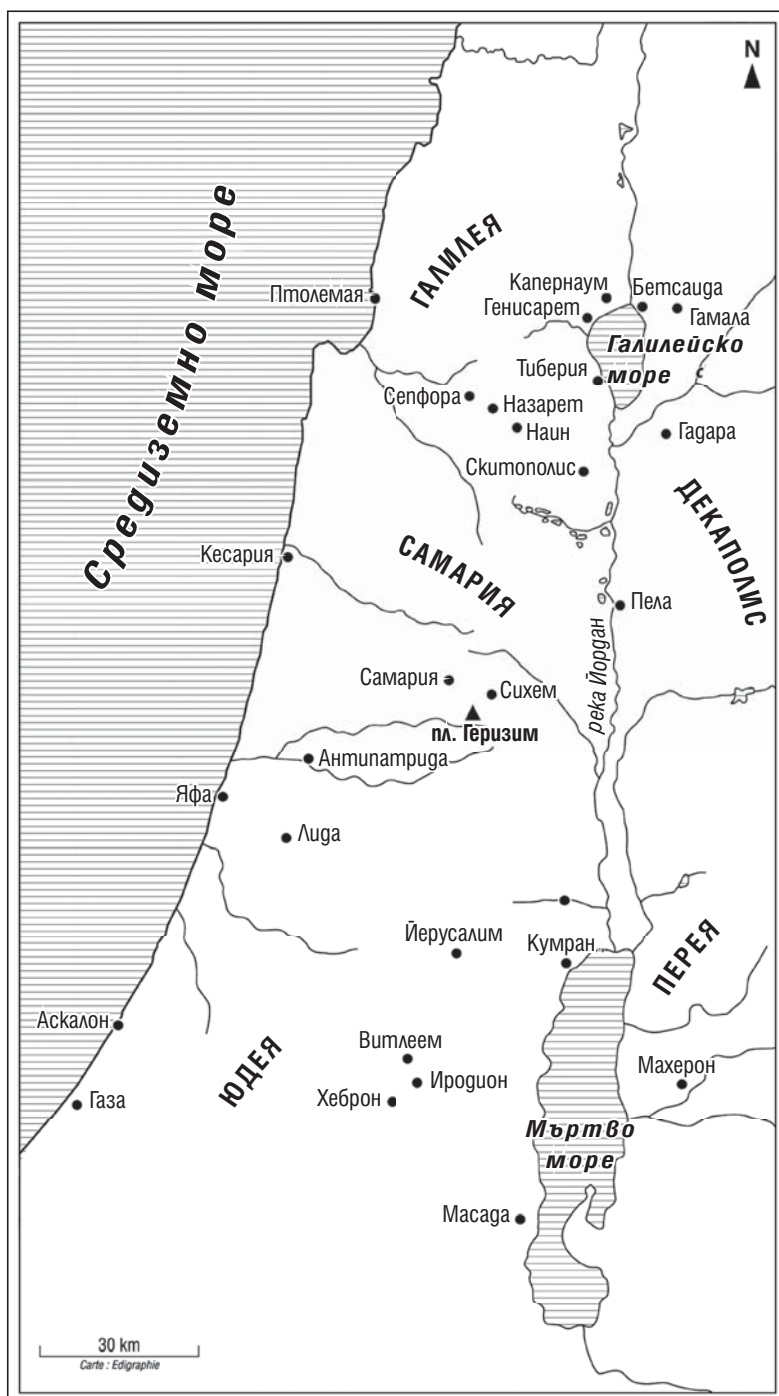 N
Средиземно море
ГАЛИЛЕЯ
Птолемая
Капернаум
Бетсаида
Генисарет
Гамала
Галилейско
море
Тиберия
Сепфора
Назарет
Наин
Гадара
Скитополис
ДЕКАПОЛИС
Кесария
САМАРИЯ
Пела
река Йордан
Самария
Сихем
пл. Геризим
Антипатрида
Яфа
Лида
Йерусалим
Кумран
ПЕРЕЯ
Аскалон
ЮДЕЯ
Витлеем
Иродион
Махерон
Хеброн
Газа
Мъртво
море
Масада
30 km
Carte : Edigraphie